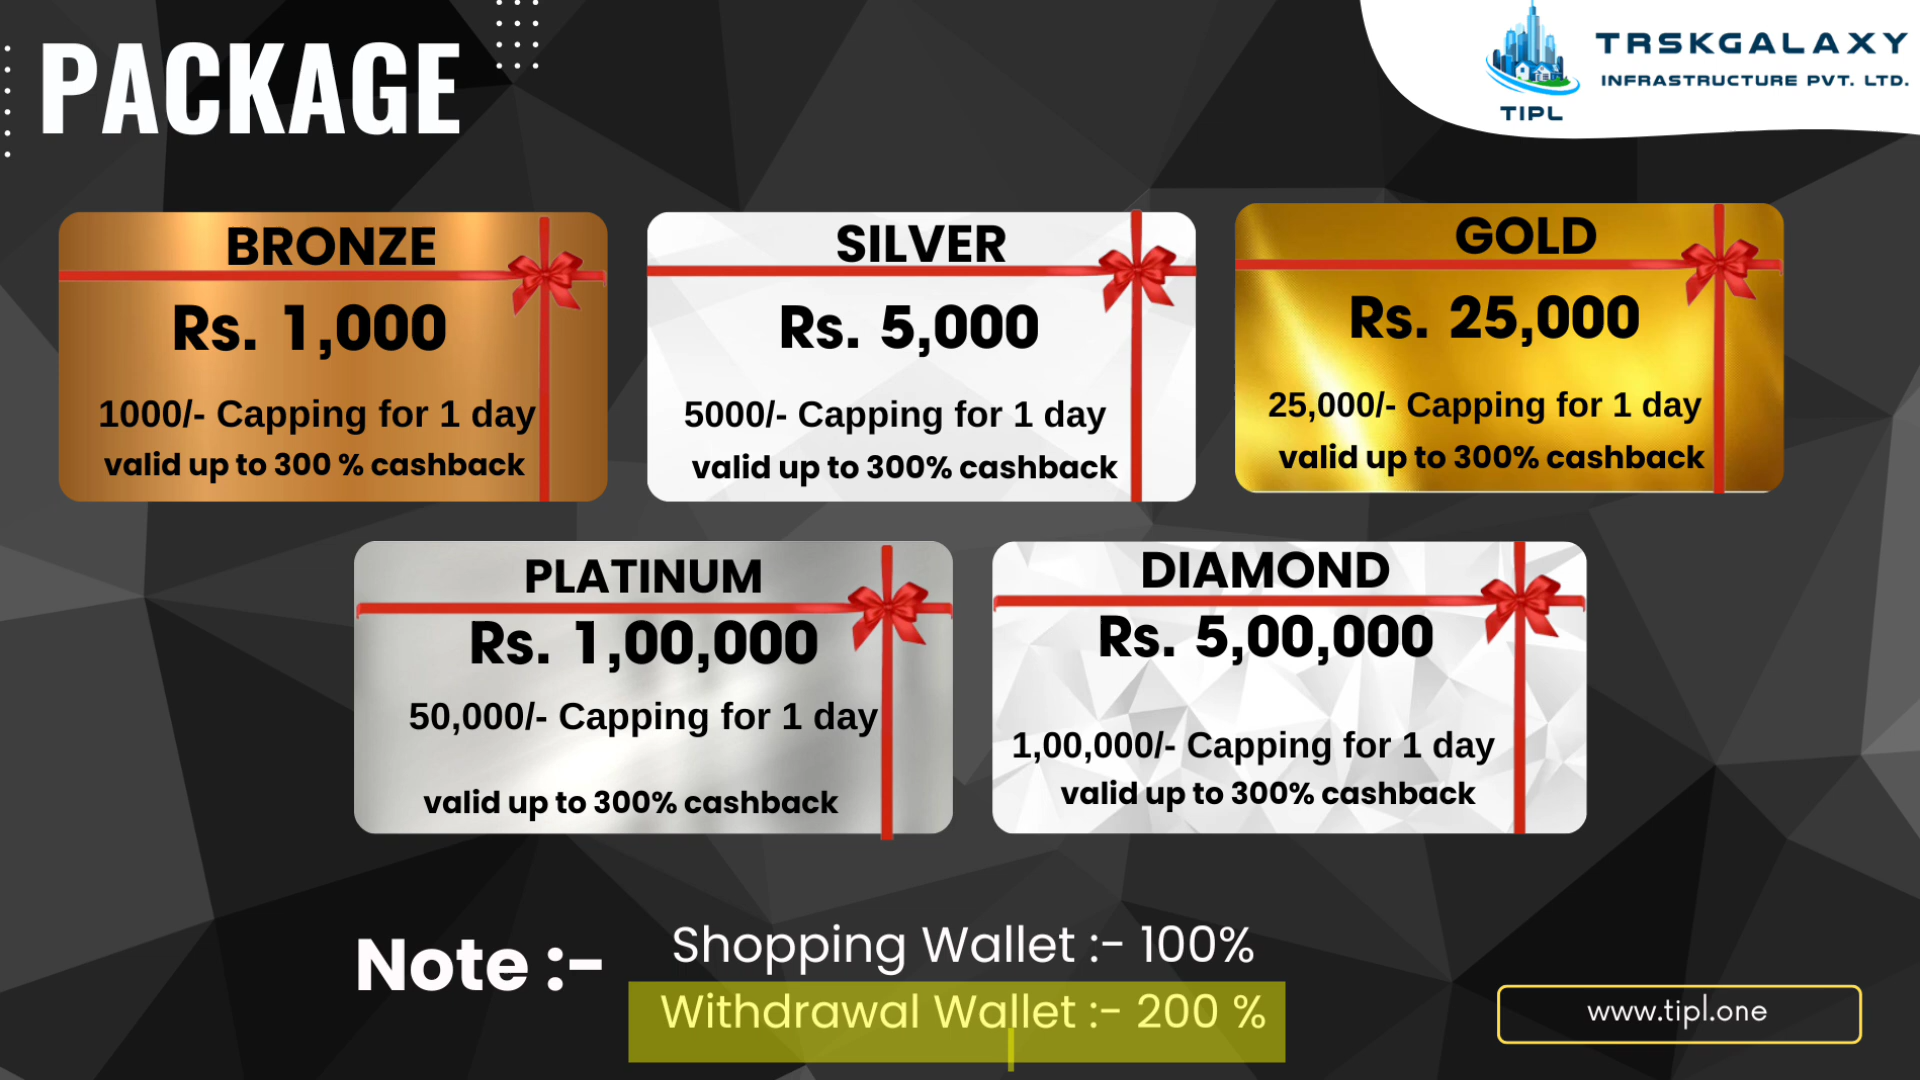 PACKAGE
TRSKGALAXY
INFRASTRUCTURE PVT. LTD.
TIPL
BRONZE
Rs. 1,000
1000/- Capping for 1 day
valid up to 300 % cashback
SILVER
Rs. 5,000
5000/- Capping for 1 day
valid up to 300% cashback
GOLD
Rs. 25,000
25,000/- Capping for 1 day
valid up to 300% cashback
PLATINUM
Rs. 1,00,000
50,000/- Capping for 1 day
valid up to 300% cashback
DIAMOND
Rs. 5,00,000
1,00,000/- Capping for 1 day
valid up to 300% cashback
Note :-
Shopping Wallet :- 100%
Withdrawal Wallet :- 200 %
www.tipl.one